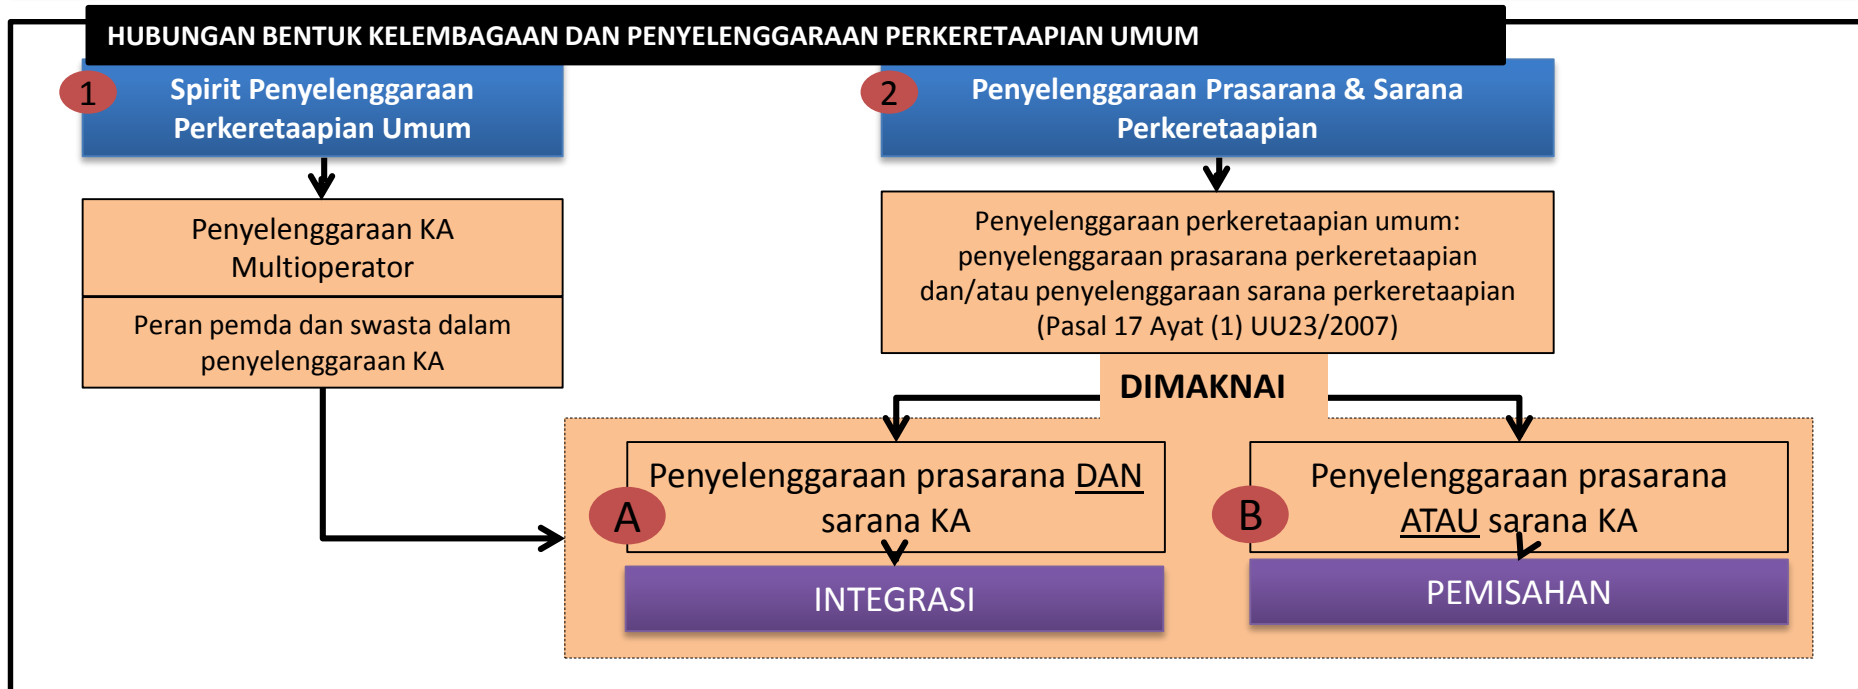 HUBUNGAN BENTUK KELEMBAGAAN DAN PENYELENGGARAAN PERKERETAAPIAN UMUM
1
Spirit Penyelenggaraan
Perkeretaapian Umum
Penyelenggaraan KA
Multioperator
Peran pemda dan swasta dalam
penyelenggaraan KA
2
Penyelenggaraan Prasarana & Sarana
Perkeretaapian
Penyelenggaraan perkeretaapian umum:
penyelenggaraan prasarana perkeretaapian
dan/atau penyelenggaraan sarana perkeretaapian
(Pasal 17 Ayat (1) UU23/2007)
DIMAKNAI
A
Penyelenggaraan prasarana DAN
sarana KA
INTEGRASI
B
Penyelenggaraan prasarana
ATAU sarana KA
PEMISAHAN